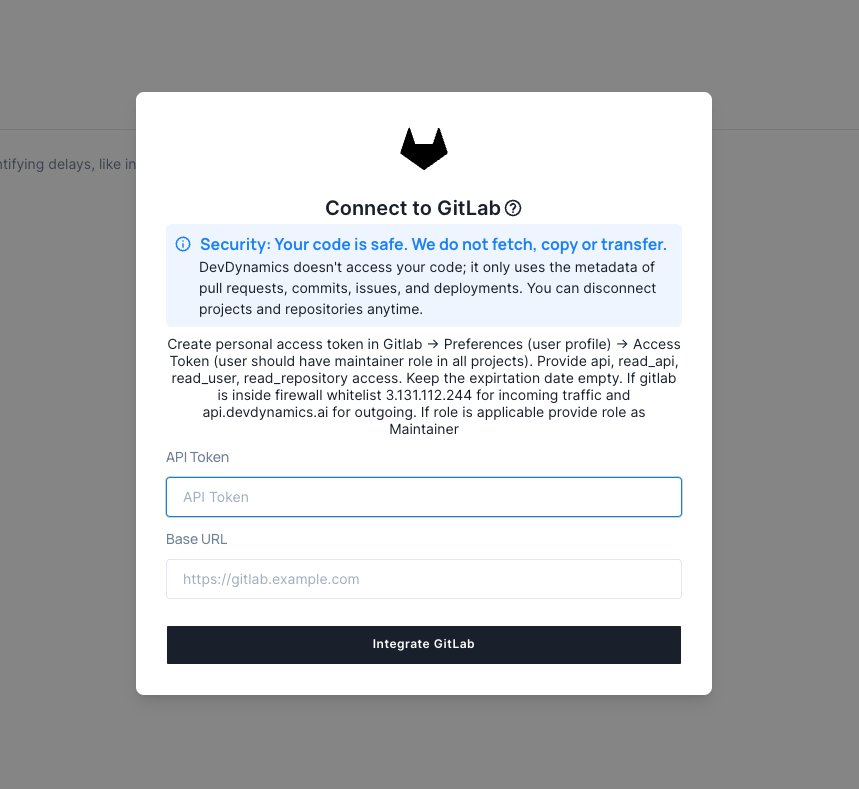 ntifying delays, like in
Connect to GitLab
Security: Your code is safe. We do not fetch, copy or transfer.
DevDynamics doesn't access your code; it only uses the metadata of
pull requests, commits, issues, and deployments. You can disconnect
projects and repositories anytime.
Create personal access token in Gitlab → Preferences (user profile) → Access
Token (user should have maintainer role in all projects). Provide api, read_api,
read_user, read_repository access. Keep the expirtation date empty. If gitlab
is inside firewall whitelist 3.131.112.244 for incoming traffic and
api.devdynamics.ai for outgoing. If role is applicable provide role as
Maintainer
API Token
API Token
Base URL
https://gitlab.example.com
Integrate GitLab